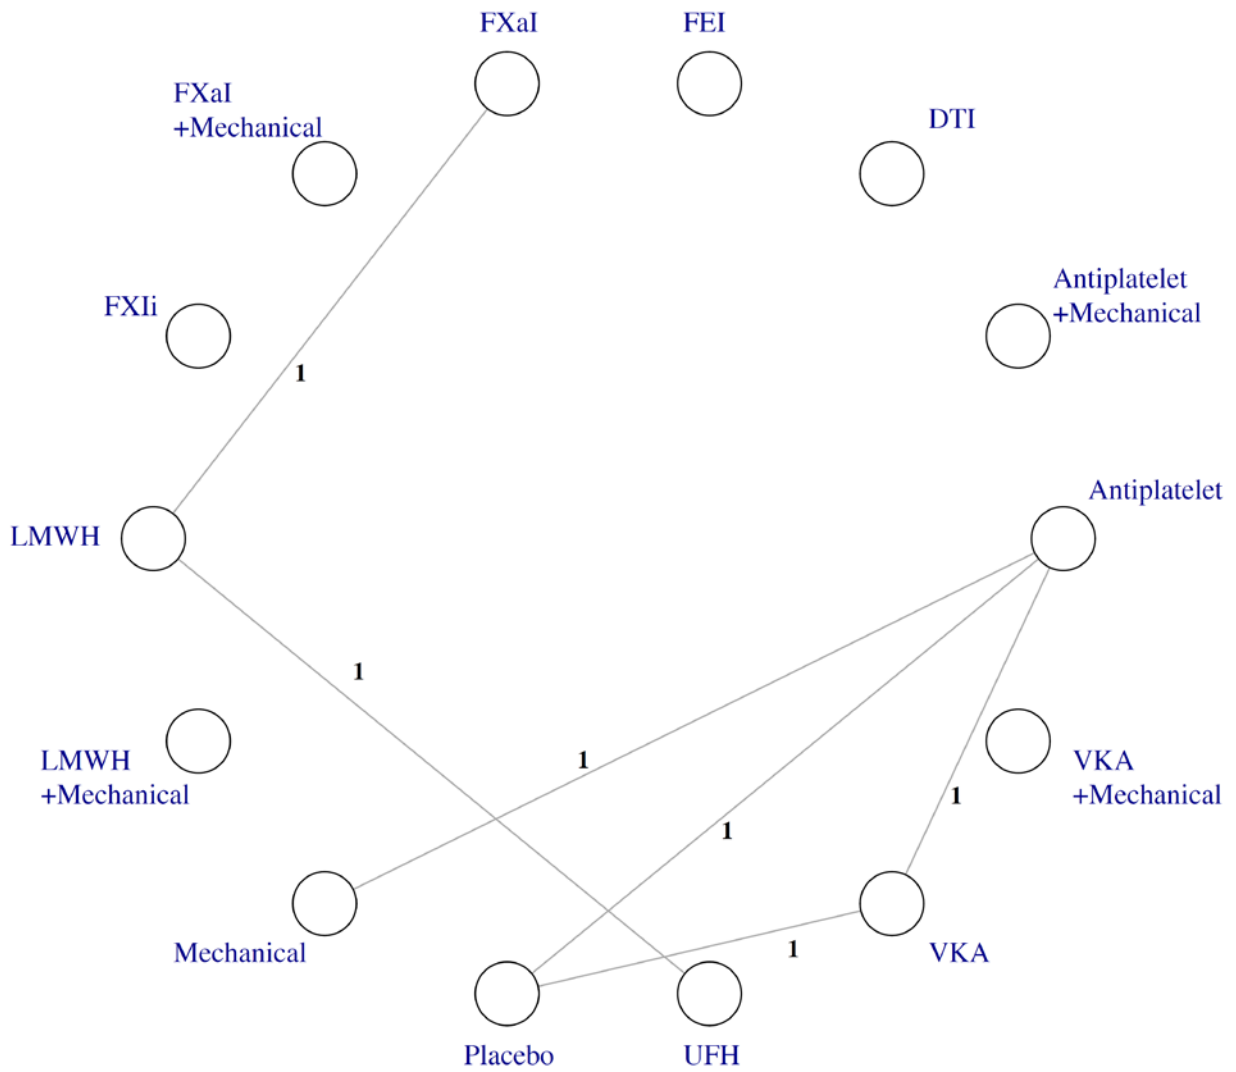 FXaI
FEI
FXaI
+Mechanical
DTI
Antiplatelet
+Mechanical
FXIi
1
Antiplatelet
LMWH
1
1
LMWH
+Mechanical
VKA
+Mechanical
1
1
Mechanical
1
VKA
Placebo
UFH